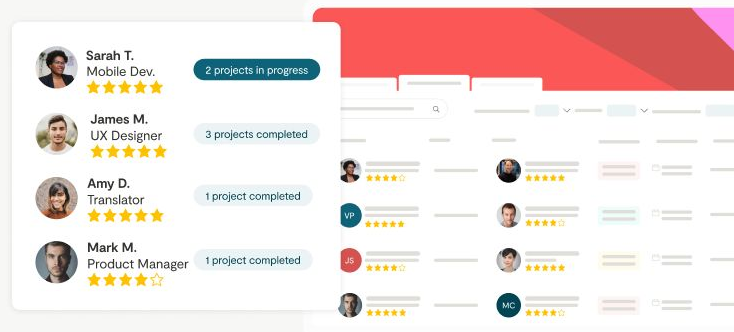 Sarah T.
Mobile Dev.
2 projects in progress
James M.
UX Designer
3 projects completed
Amy D.
Translator
1 project completed
Mark M.
Product Manager
1 project completed
VP
JS
MC